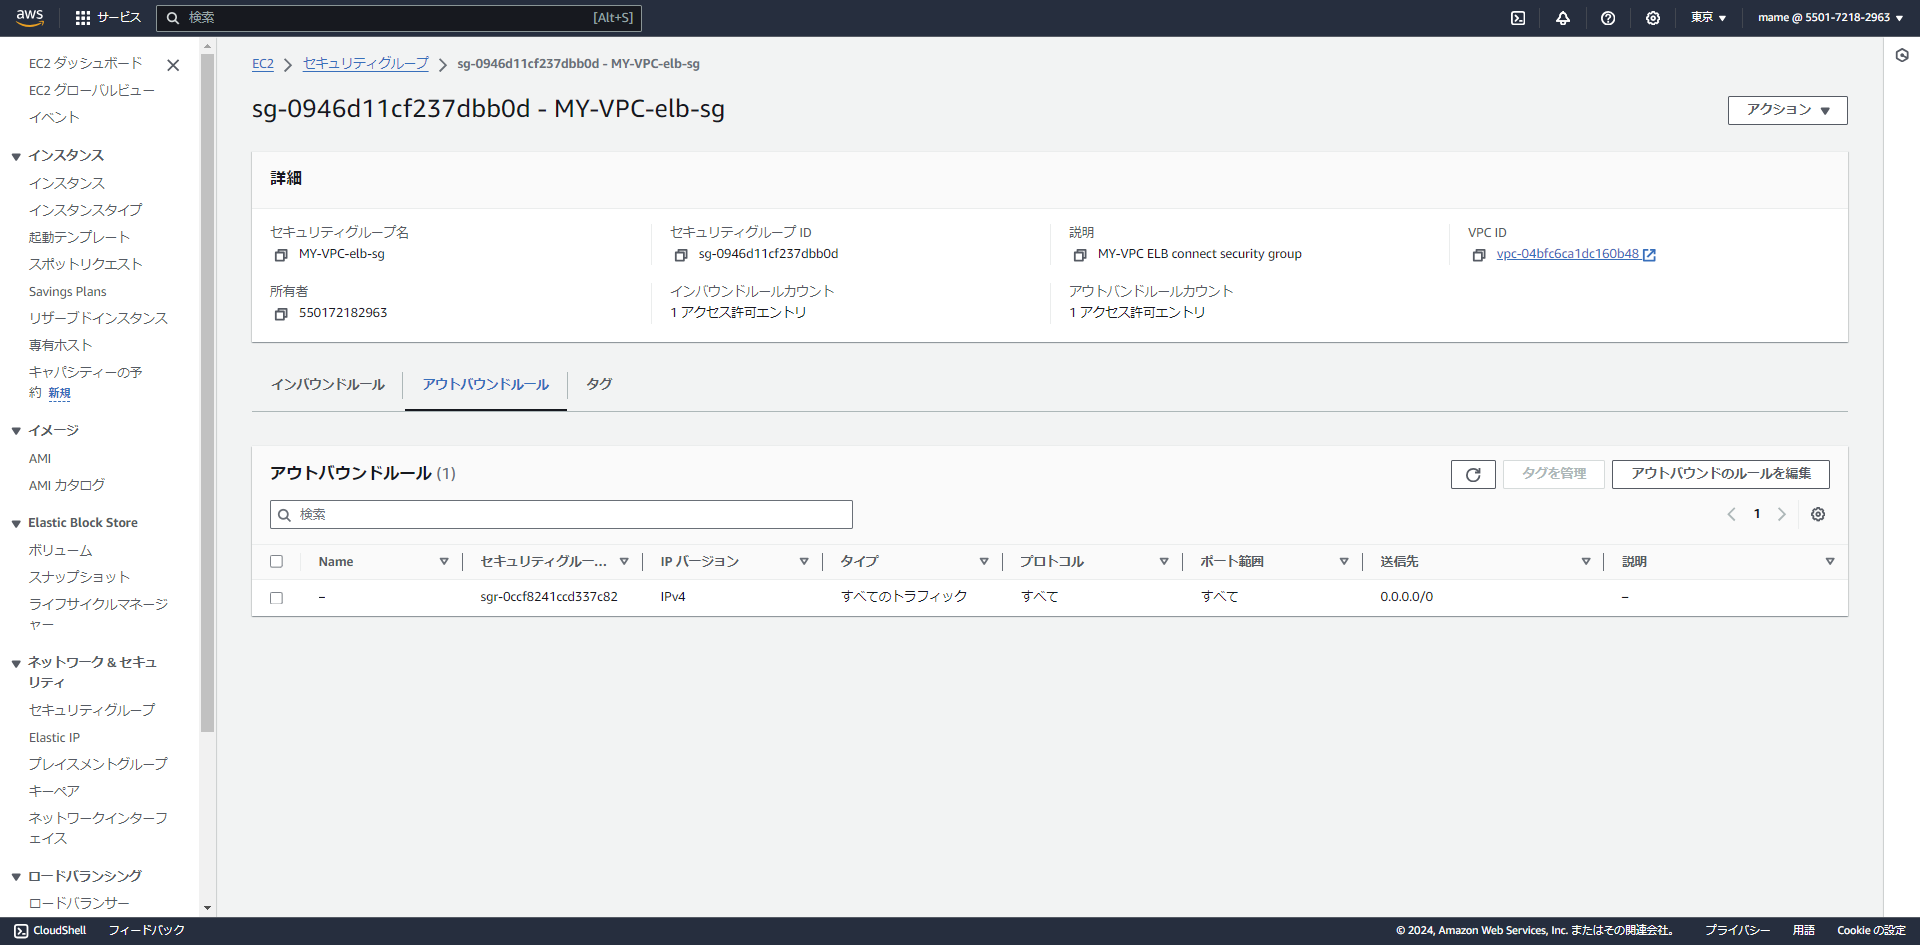 aws
サービス
検索
[Alt+S]
東京
mame @ 5501-7218-2963
EC2 ダッシュボード
EC2 グローバルビュー
イベント
インスタンス
インスタンス
インスタンスタイプ
起動テンプレート
スポットリクエスト
Savings Plans
リザーブドインスタンス
専有ホスト
キャパシティーの予
約 新規
イメージ
AMI
AMI カタログ
Elastic Block Store
ボリューム
スナップショット
ライフサイクルマネージ
ャー
ネットワーク & セキュ
リティ
セキュリティグループ
Elastic IP
プレイスメントグループ
キーペア
ネットワークインターフ
ェイス
ロードバランシング
ロードバランサー
EC2 セキュリティグループ sg-0946d11cf237dbb0d - MY-VPC-elb-sg
sg-0946d11cf237dbb0d - MY-VPC-elb-sg
アクション
詳細
セキュリティグループ名
MY-VPC-elb-sg
セキュリティグループ ID
sg-0946d11cf237dbb0d
説明
MY-VPC ELB connect security group
VPC ID
vpc-04bfc6ca1dc160b48
所有者
550172182963
インバウンドルールカウント
1 アクセス許可エントリ
アウトバンドルールカウント
1 アクセス許可エントリ
インバウンドルール アウトバウンドルール タグ
アウトバウンドルール (1)
タグを管理
アウトバウンドのルールを編集
検索
1
Name セキュリティグルー... IP バージョン タイプ プロトコル ポート範囲 送信先 説明
– sgr-0ccf8241ccd337c82 IPv4 すべてのトラフィック すべて すべて 0.0.0.0/0 –
CloudShell フィードバック
© 2024, Amazon Web Services, Inc. またはその関連会社。 プライバシー 用語 Cookie の設定